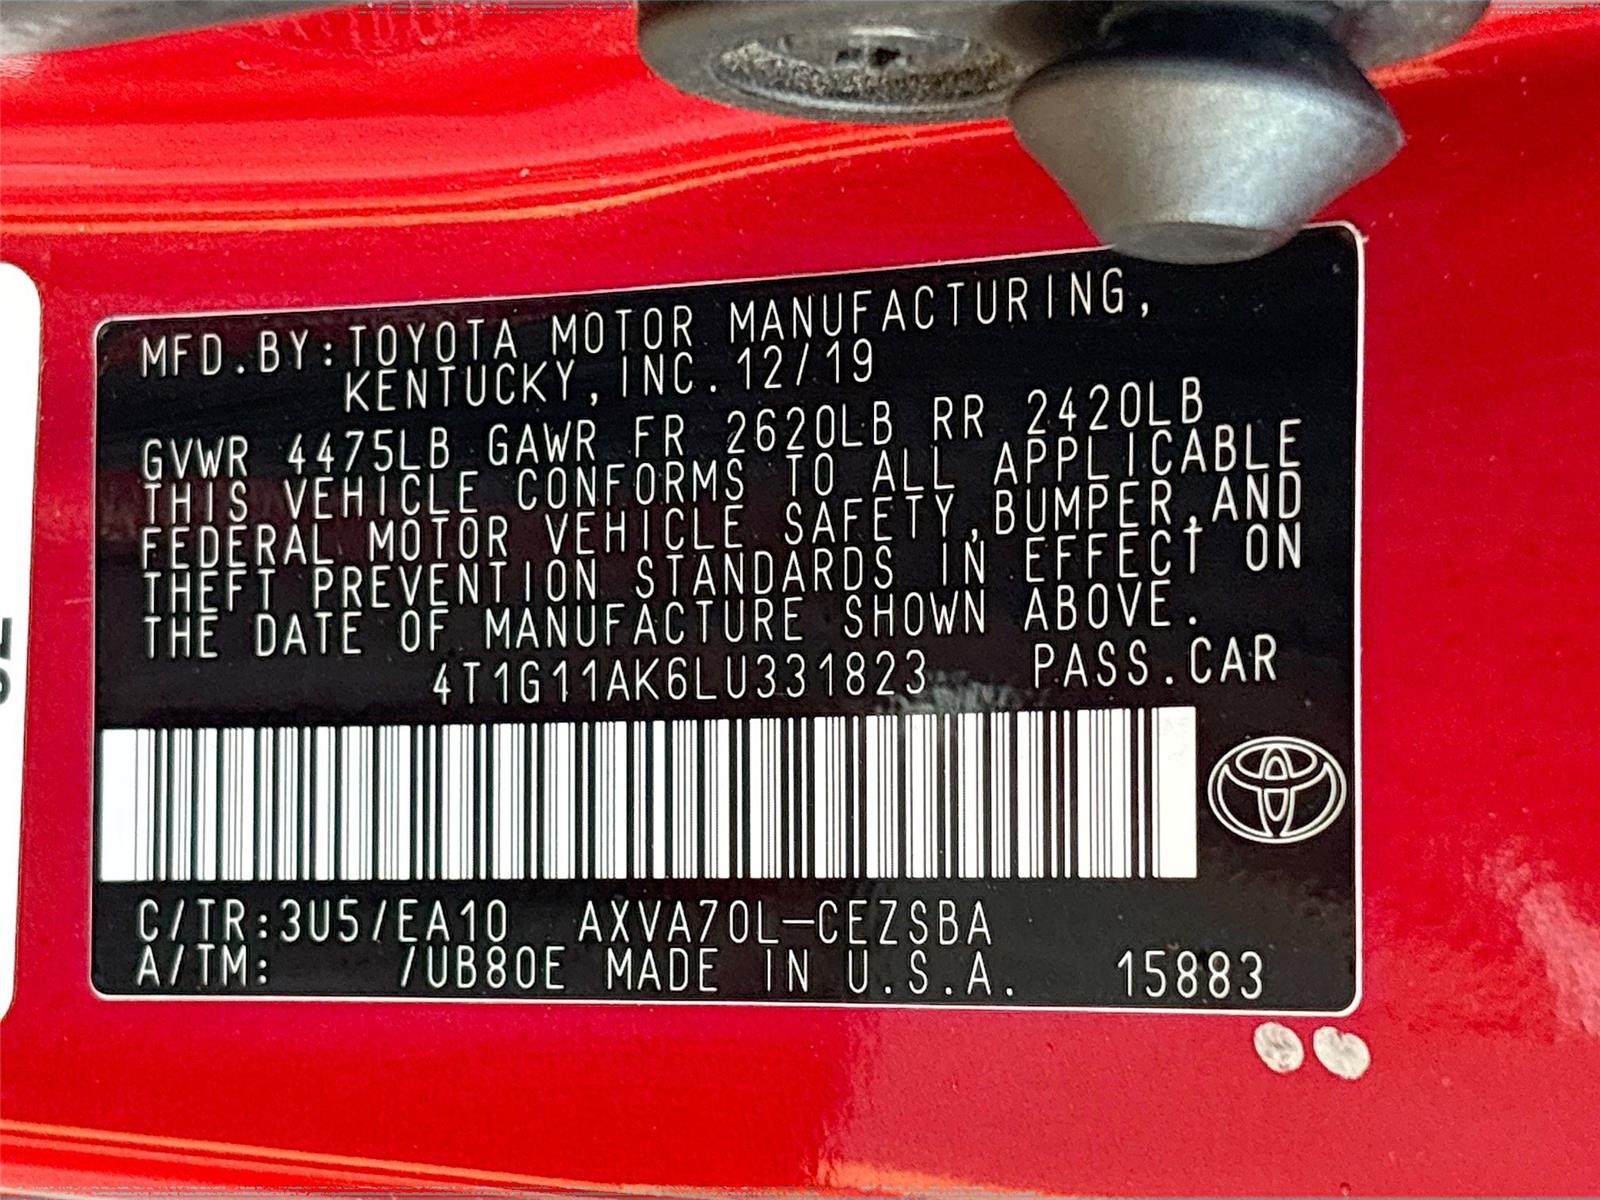 MFD.BY:TOYOTA MOTOR MANUFACTURING,
KENTUCKY, INC. 12/19
GVWR 4475LB GAWR FR 2620LB RR 2420LB
THIS VEHICLE CONFORMS TO ALL APPLICABLE
FEDERAL MOTOR VEHICLE SAFETY,BUMPER,AND
THEFT PREVENTION STANDARDS IN EFFECT ON
THE DATE OF MANUFACTURE SHOWN ABOVE.
4T1G11AK6LU331823 PASS.CAR
C/TR:3U5/EA10 AXVA70L-CEZSBA
A/TM: /UB80E MADE IN U.S.A. 15883